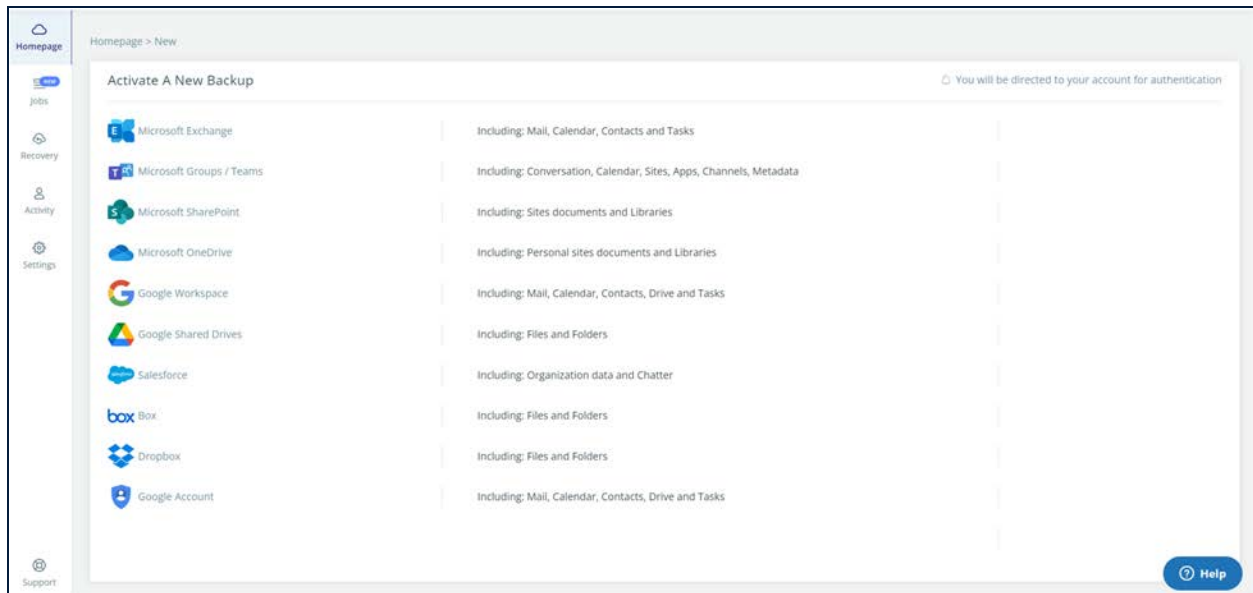 Homepage
Homepage > New
new
Jobs
Recovery
Activity
Settings
Support
Activate A New Backup
You will be directed to your account for authentication
E Microsoft Exchange Including: Mail, Calendar, Contacts and Tasks
T Microsoft Groups / Teams Including: Conversation, Calendar, Sites, Apps, Channels, Metadata
S Microsoft SharePoint Including: Sites documents and Libraries
Microsoft OneDrive Including: Personal sites documents and Libraries
Google Workspace Including: Mail, Calendar, Contacts, Drive and Tasks
Google Shared Drives Including: Files and Folders
salesforce Salesforce Including: Organization data and Chatter
box Box Including: Files and Folders
Dropbox Including: Files and Folders
Google Account Including: Mail, Calendar, Contacts, Drive and Tasks
? Help